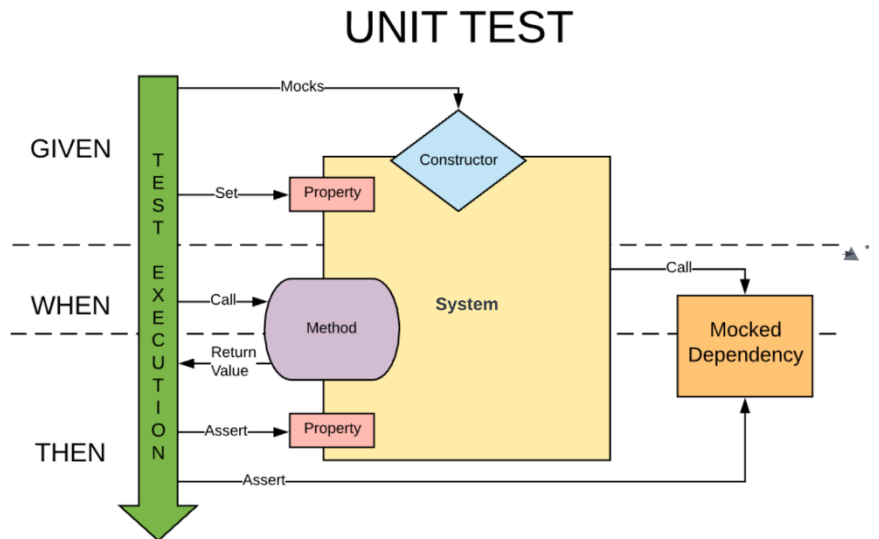 UNIT TEST
GIVEN
WHEN
THEN
TEST EXECUTION
Mocks
Constructor
Set
Property
Call
Method
System
Call
Mocked
Dependency
Return
Value
Assert
Property
Assert